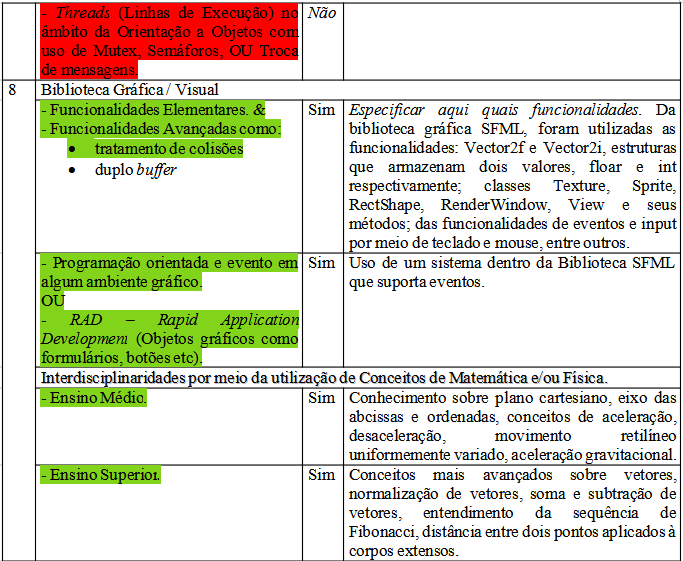 - Threads (Linhas de Execução) no
âmbito da Orientação a Objetos com
uso de Mutex, Semáforos, OU Troca
de mensagens.
Não
8
Biblioteca Gráfica / Visual
- Funcionalidades Elementares. &
- Funcionalidades Avançadas como:
• tratamento de colisões
• duplo buffer
Sim
Especificar aqui quais funcionalidades. Da
biblioteca gráfica SFML, foram utilizadas as
funcionalidades: Vector2f e Vector2i, estruturas
que armazenam dois valores, floar e int
respectivamente; classes Texture, Sprite,
RectShape, RenderWindow, View e seus
métodos; das funcionalidades de eventos e input
por meio de teclado e mouse, entre outros.
- Programação orientada e evento em
algum ambiente gráfico.
OU
- RAD – Rapid Application
Development (Objetos gráficos como
formulários, botões etc).
Sim
Uso de um sistema dentro da Biblioteca SFML
que suporta eventos.
Interdisciplinaridades por meio da utilização de Conceitos de Matemática e/ou Física.
- Ensino Médio.
Sim
Conhecimento sobre plano cartesiano, eixo das
abcissas e ordenadas, conceitos de aceleração,
desaceleração, movimento retilíneo
uniformemente variado, aceleração gravitacional.
- Ensino Superior.
Sim
Conceitos mais avançados sobre vetores,
normalização de vetores, soma e subtração de
vetores, entendimento da sequência de
Fibonacci, distância entre dois pontos aplicados à
corpos extensos.